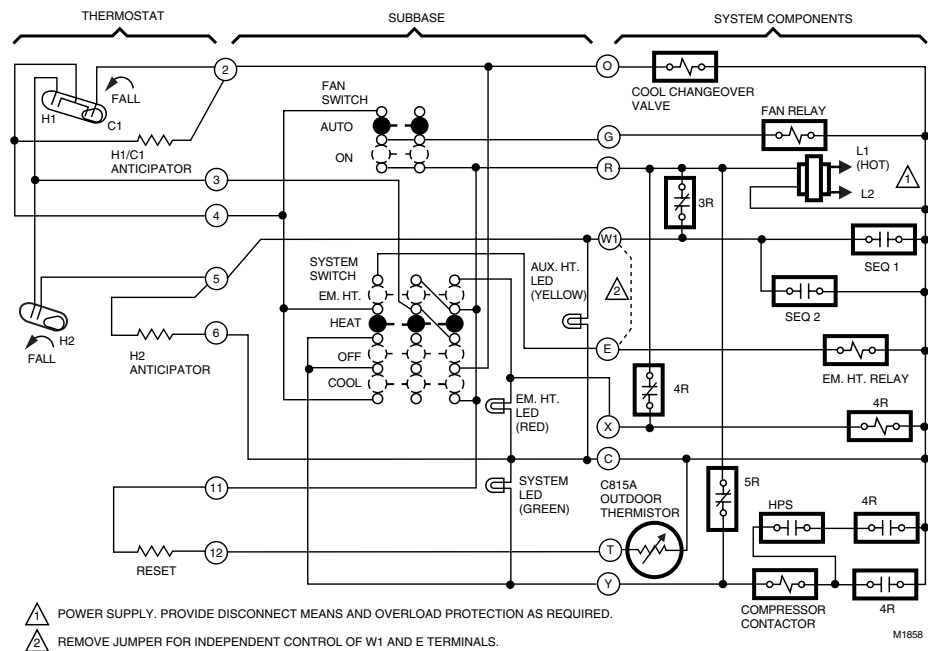 THERMOSTAT
SUBBASE
SYSTEM COMPONENTS
2
O
FALL
H1
C1
FAN
SWITCH
COOL CHANGEOVER
VALVE
AUTO
G
FAN RELAY
H1/C1
ANTICIPATOR
ON
R
L1
(HOT)
1
L2
3
3R
4
W1
SEQ 1
SYSTEM
SWITCH
AUX. HT.
LED
(YELLOW)
2
5
EM. HT.
SEQ 2
H2
FALL
6
H2
ANTICIPATOR
HEAT
E
OFF
EM. HT. RELAY
COOL
4R
EM. HT.
LED
(RED)
4R
X
C
11
SYSTEM
LED
(GREEN)
C815A
OUTDOOR
THERMISTOR
5R
HPS
4R
12
T
RESET
Y
COMPRESSOR
CONTACTOR
4R
1 POWER SUPPLY. PROVIDE DISCONNECT MEANS AND OVERLOAD PROTECTION AS REQUIRED.
2 REMOVE JUMPER FOR INDEPENDENT CONTROL OF W1 AND E TERMINALS.
M1858